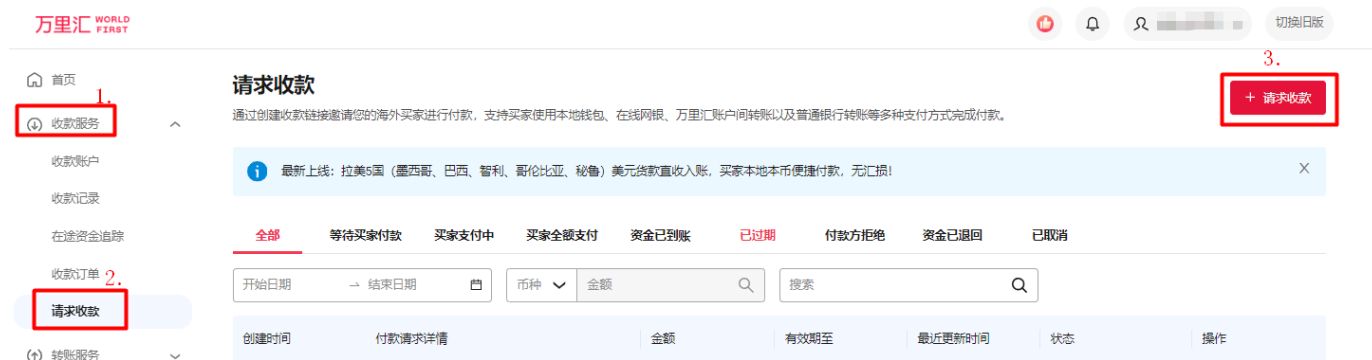 万里汇 WORLD FIRST
切换旧版
首页
1.
收款服务
收款账户
收款记录
在途资金追踪
收款订单
2.
请求收款
转账服务
请求收款
3.
+ 请求收款
通过创建收款链接邀请您的海外买家进行付款，支持买家使用本地钱包、在线网银、万里汇账户间转账以及普通银行转账等多种支付方式完成付款。
最新上线：拉美5国（墨西哥、巴西、智利、哥伦比亚、秘鲁）美元货款直收入账，买家本地本币便捷付款，无汇损！
全部 等待买家付款 买家支付中 买家全额支付 资金已到账 已过期 付款方拒绝 资金已退回 已取消
开始日期 → 结束日期 币种 金额 搜索
创建时间 付款请求详情 金额 有效期至 最近更新时间 状态 操作